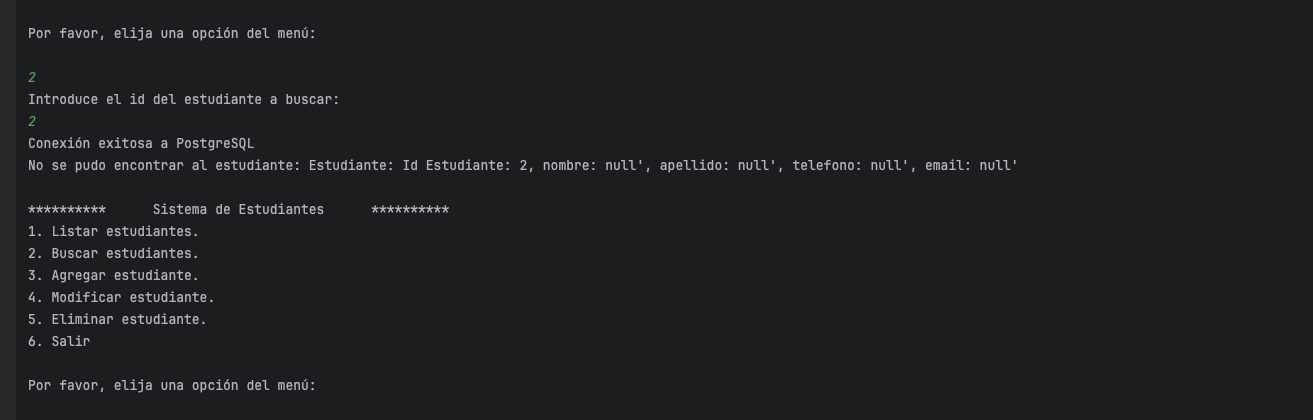 Por favor, elija una opción del menú:
2
Introduce el id del estudiante a buscar:
2
Conexión exitosa a PostgreSQL
No se pudo encontrar al estudiante: Estudiante: Id Estudiante: 2, nombre: null', apellido: null', telefono: null', email: null'
********** Sistema de Estudiantes **********
1. Listar estudiantes.
2. Buscar estudiantes.
3. Agregar estudiante.
4. Modificar estudiante.
5. Eliminar estudiante.
6. Salir
Por favor, elija una opción del menú: